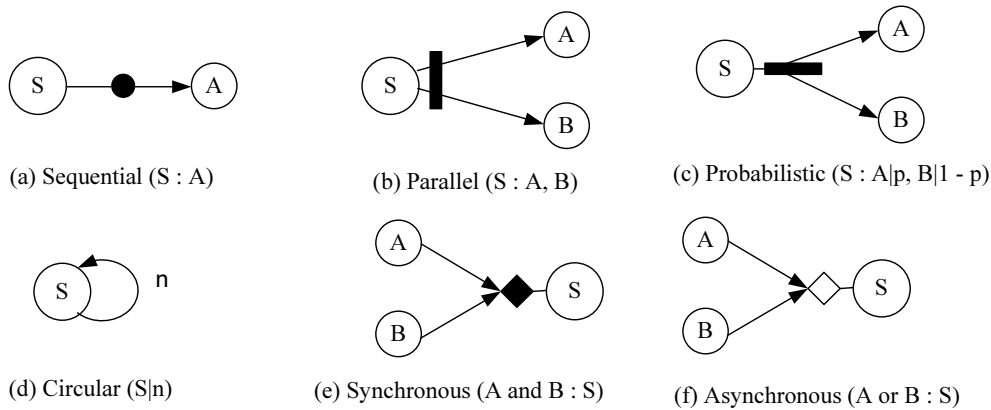 S
A
(a) Sequential (S : A)
S
A
B
(b) Parallel (S : A, B)
S
A
B
(c) Probabilistic (S : A|p, B|1 - p)
S
n
(d) Circular (S|n)
A
B
S
(e) Synchronous (A and B : S)
A
B
S
(f) Asynchronous (A or B : S)